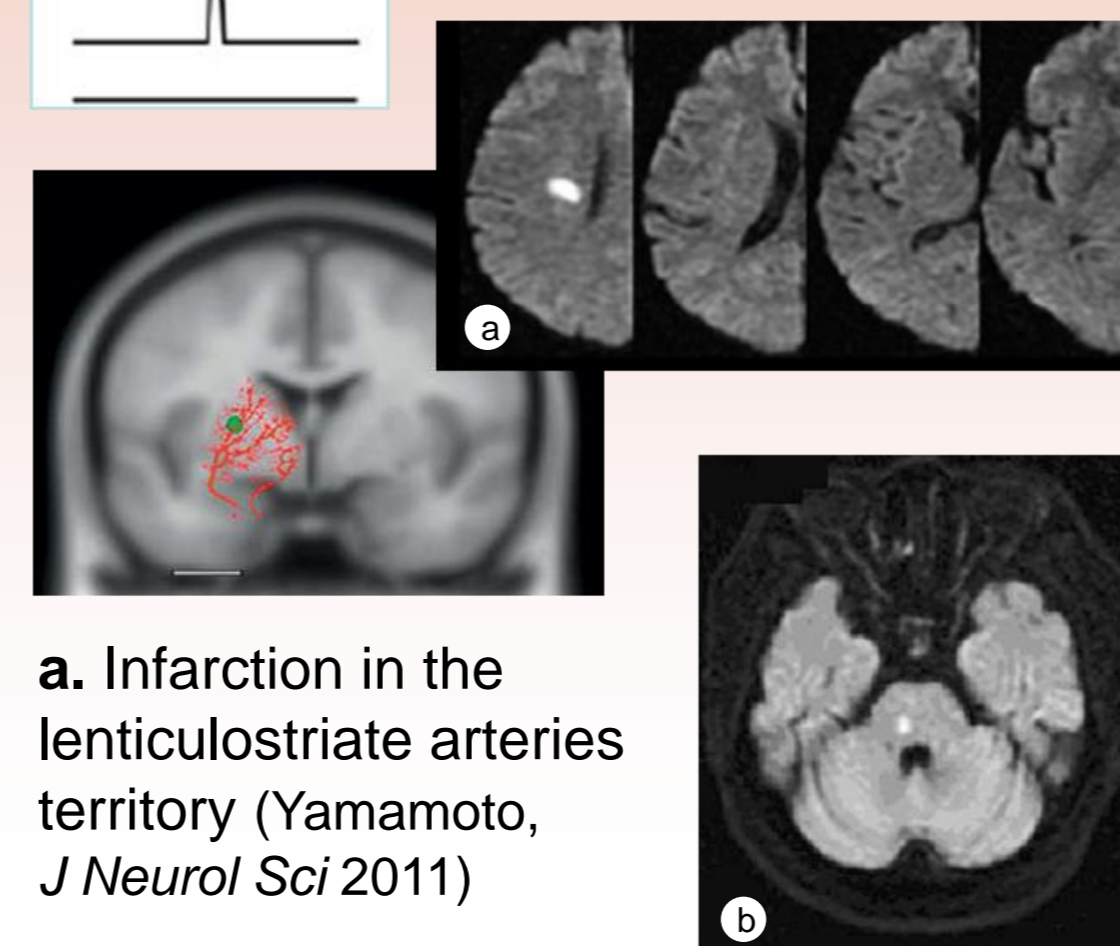 a
a. Infarction in the
lenticulostriate arteries
territory (Yamamoto,
J Neurol Sci 2011)
b